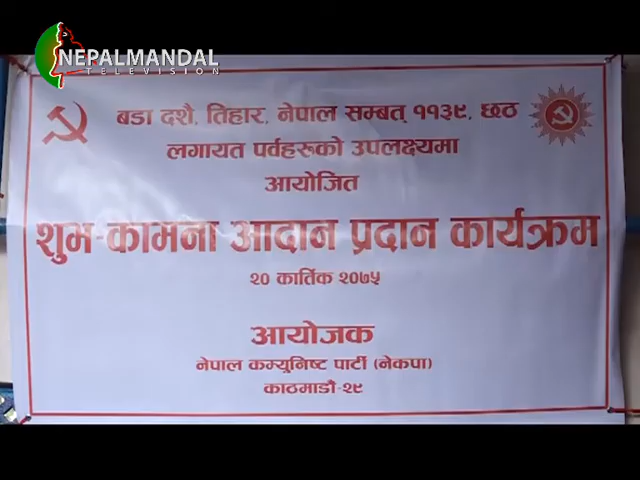 NEPALMANDAL
TELEVISION
बडा दशै, तिहार, नेपाल सम्बत् ११३९, छठ
लगायत पर्वहरूको उपलक्ष्यमा
आयोजित
शुभ-कामना आदान प्रदान कार्यक्रम
२० कार्तिक २०७५
आयोजक
नेपाल कम्युनिष्ट पार्टी (नेकपा)
काठमाडौं-२९